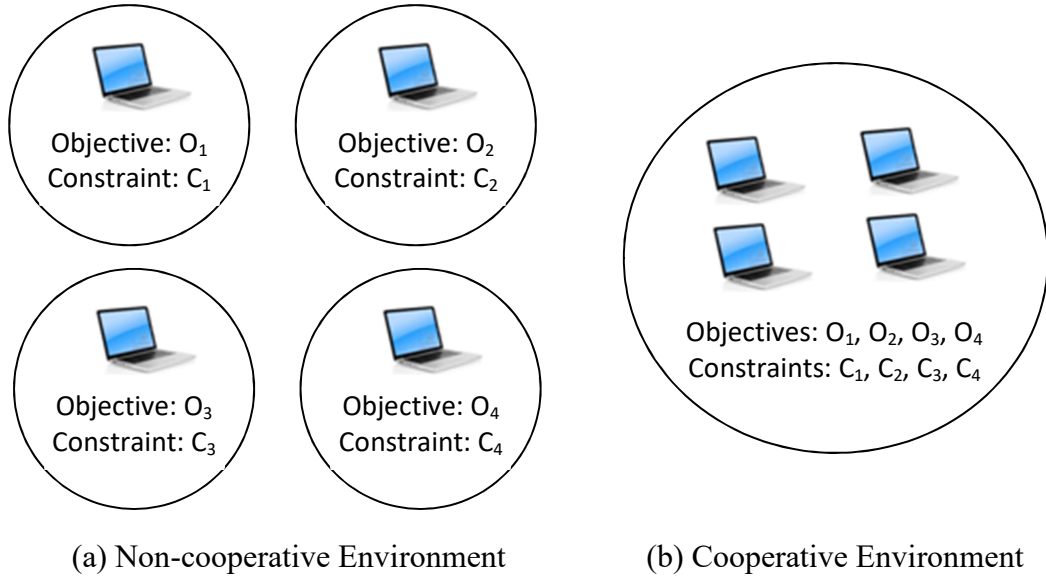 Objective: O₁
Constraint: C₁
Objective: O₂
Constraint: C₂
Objective: O₃
Constraint: C₃
Objective: O₄
Constraint: C₄
(a) Non-cooperative Environment
Objectives: O₁, O₂, O₃, O₄
Constraints: C₁, C₂, C₃, C₄
(b) Cooperative Environment